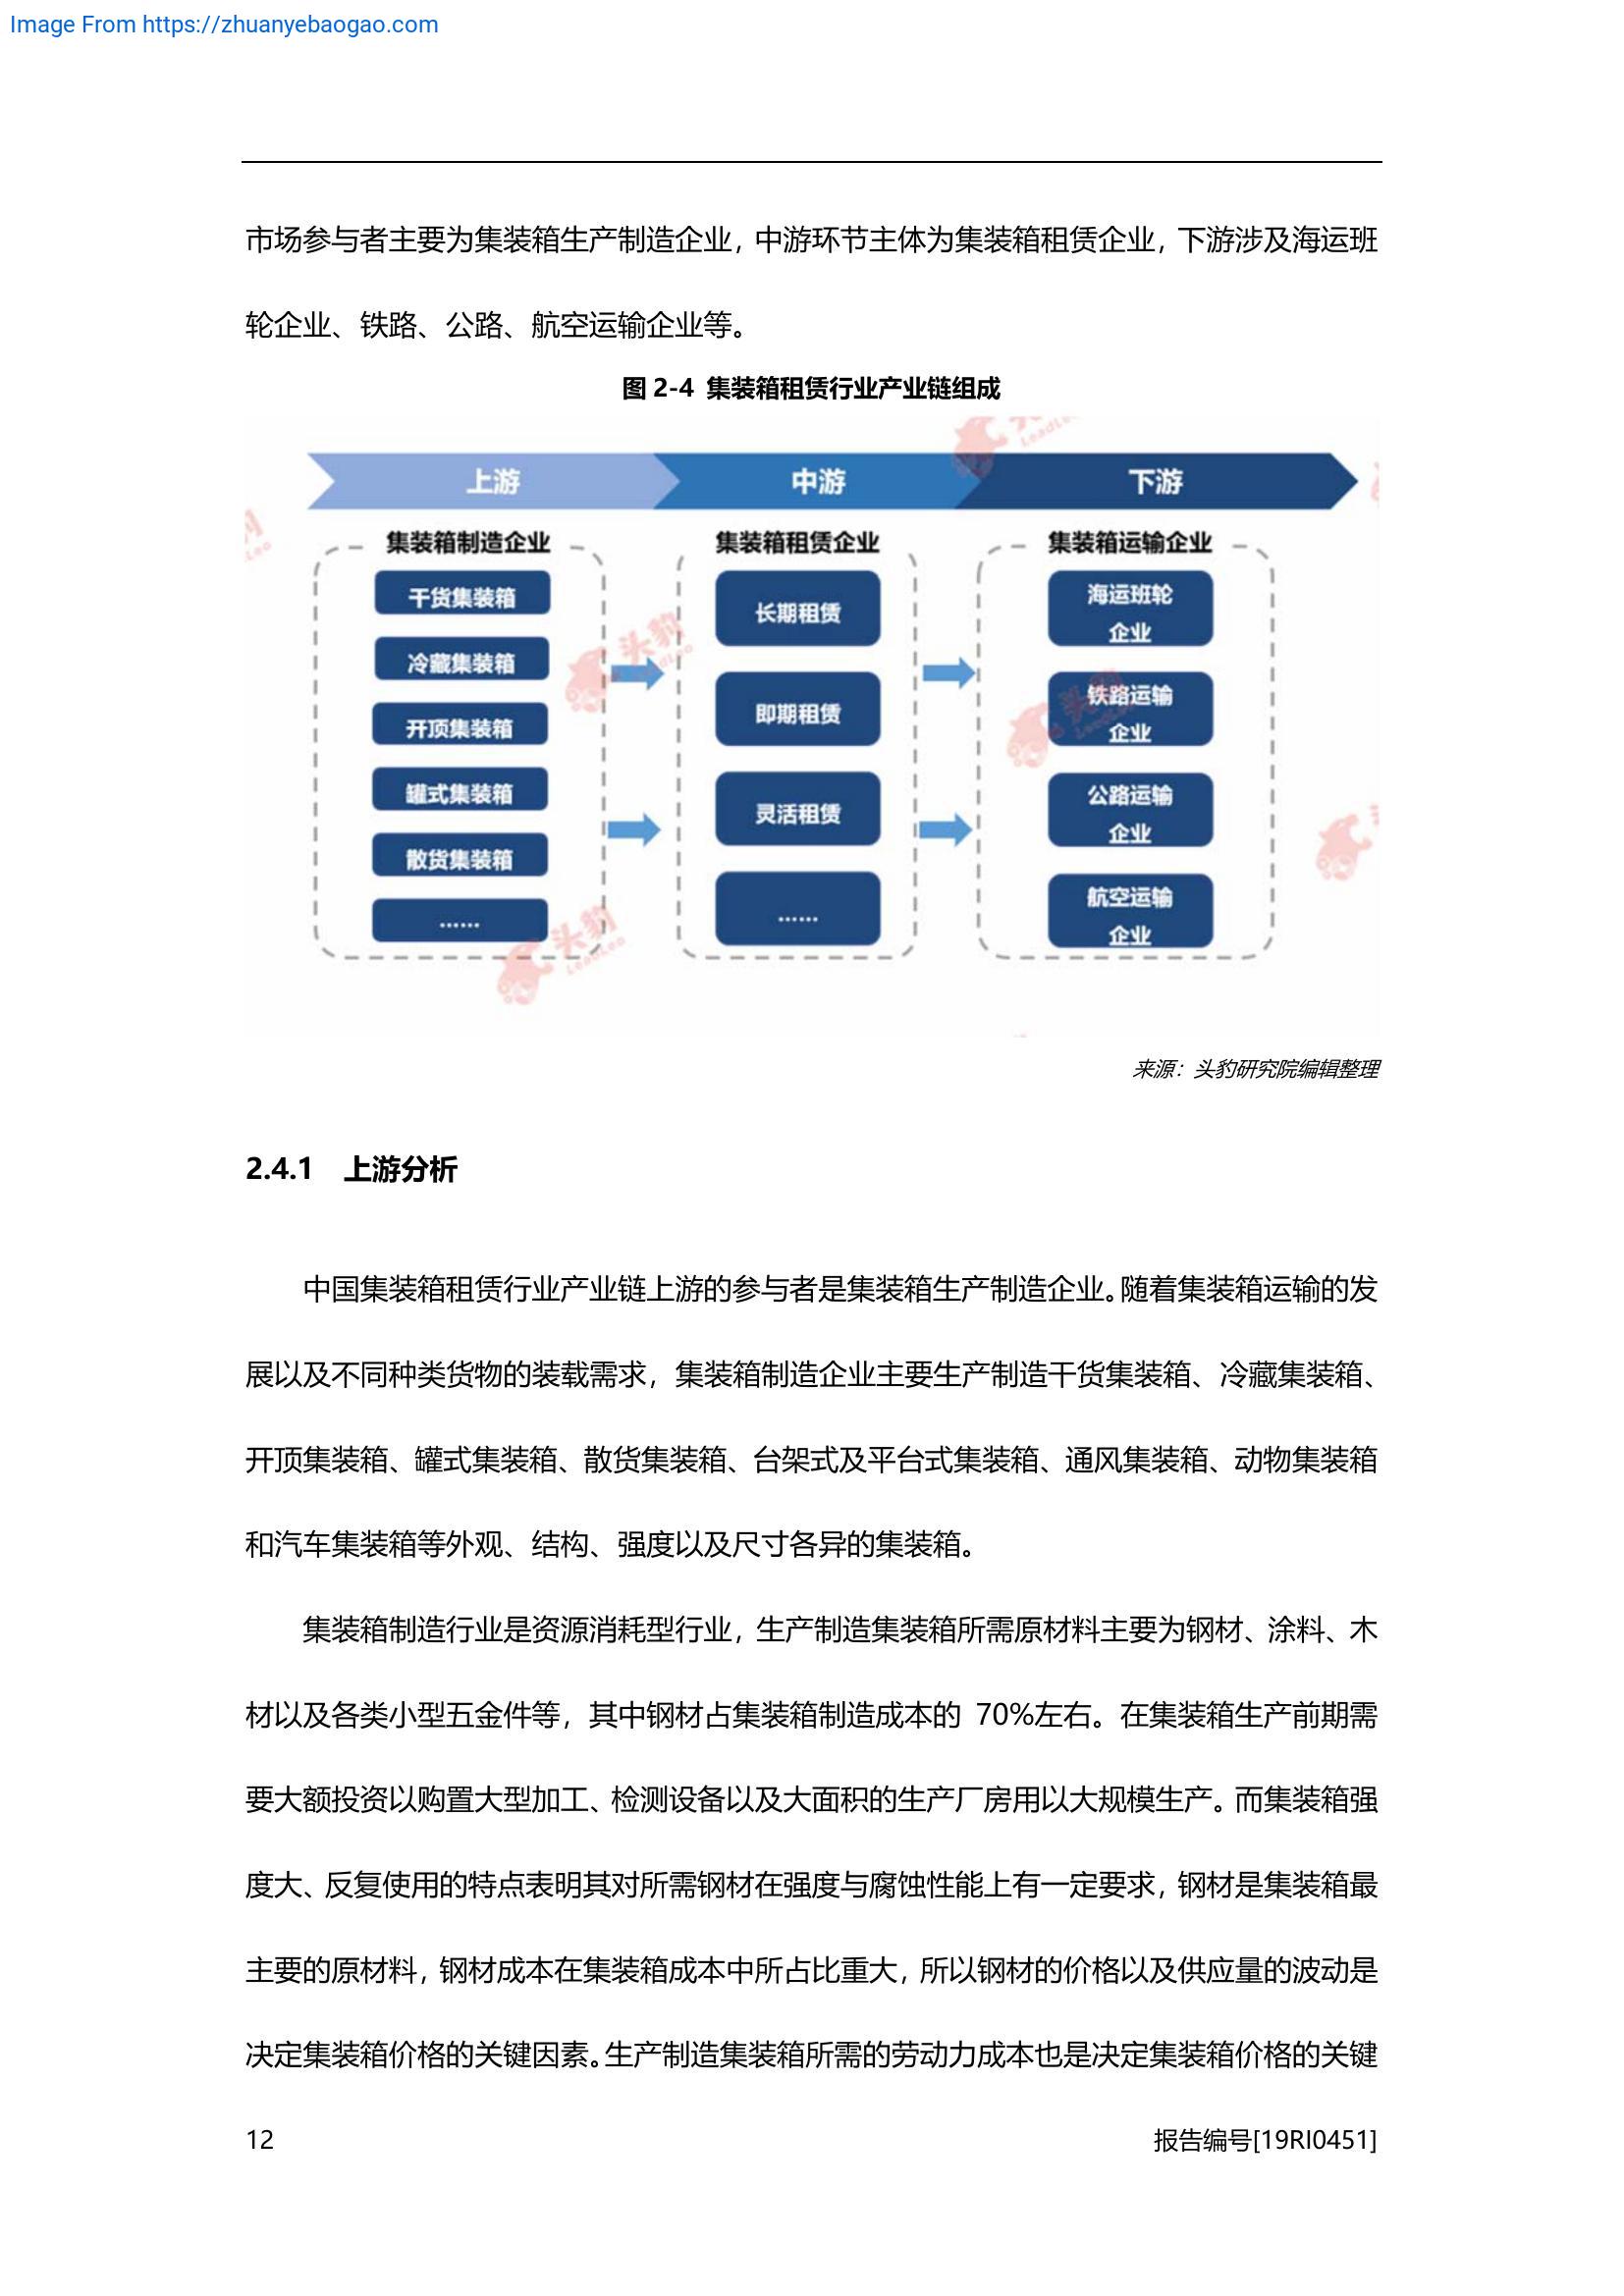 Image From https://zhuanyebaogao.com
市场参与者主要为集装箱生产制造企业，中游环节主体为集装箱租赁企业，下游涉及海运班
轮企业、铁路、公路、航空运输企业等。
图 2-4 集装箱租赁行业产业链组成
上游
中游
下游
集装箱制造企业
干货集装箱
冷藏集装箱
开顶集装箱
罐式集装箱
散货集装箱
……
集装箱租赁企业
长期租赁
即期租赁
灵活租赁
……
集装箱运输企业
海运班轮
企业
铁路运输
企业
公路运输
企业
航空运输
企业
头豹
LeadLeo
来源：头豹研究院编辑整理
2.4.1 上游分析
中国集装箱租赁行业产业链上游的参与者是集装箱生产制造企业。随着集装箱运输的发
展以及不同种类货物的装载需求，集装箱制造企业主要生产制造干货集装箱、冷藏集装箱、
开顶集装箱、罐式集装箱、散货集装箱、台架式及平台式集装箱、通风集装箱、动物集装箱
和汽车集装箱等外观、结构、强度以及尺寸各异的集装箱。
集装箱制造行业是资源消耗型行业，生产制造集装箱所需原材料主要为钢材、涂料、木
材以及各类小型五金件等，其中钢材占集装箱制造成本的 70%左右。在集装箱生产前期需
要大额投资以购置大型加工、检测设备以及大面积的生产厂房用以大规模生产。而集装箱强
度大、反复使用的特点表明其对所需钢材在强度与腐蚀性能上有一定要求，钢材是集装箱最
主要的原材料，钢材成本在集装箱成本中所占比重大，所以钢材的价格以及供应量的波动是
决定集装箱价格的关键因素。生产制造集装箱所需的劳动力成本也是决定集装箱价格的关键
12
报告编号[19RI0451]